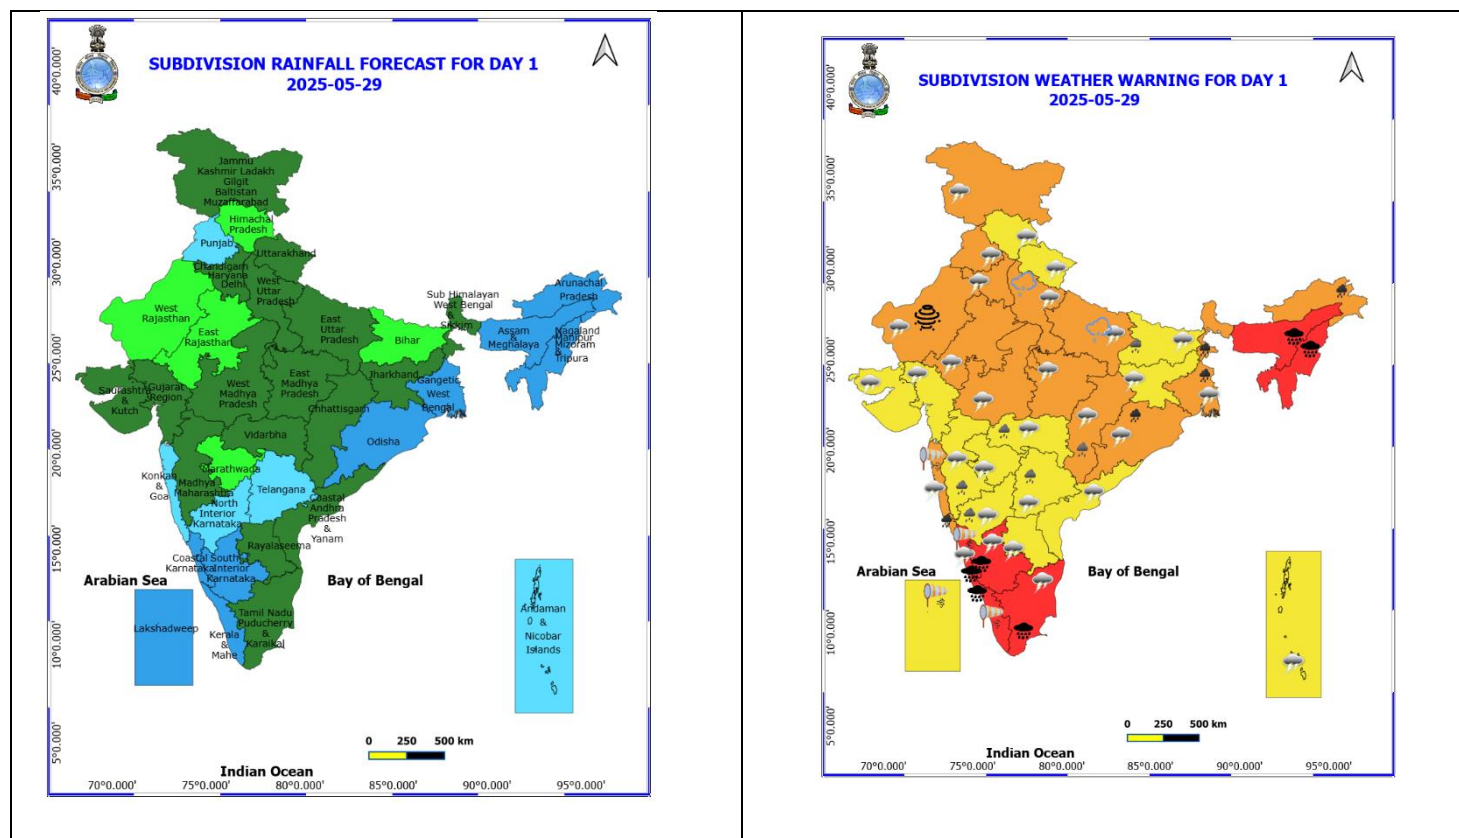 SUBDIVISION RAINFALL FORECAST FOR DAY 1
2025-05-29
40°0.000'
35°0.000'
30°0.000'
25°0.000'
20°0.000'
15°0.000'
10°0.000'
5°0.000'
Jammu
Kashmir Ladakh
Gilgit
Baltistan
Muzaffarabad
Himachal
Pradesh
Punjab
Uttarakhand
Chandigarh
Haryana
Delhi
West
Uttar
Pradesh
West
Rajasthan
East
Rajasthan
East
Uttar
Pradesh
Bihar
Sub Himalayan
West Bengal
&
Sikkim
Arunachal
Pradesh
Assam
&
Meghalaya
Nagaland
Manipur
Mizoram
&
Tripura
Saurashtra
&
Kutch
Gujarat
Region
West
Madhya
Pradesh
East
Madhya
Pradesh
Jharkhand
Gangetic
West
Bengal
Chhattisgarh
Odisha
Vidarbha
Marathwada
Konkan
&
Goa
Madhya
Maharashtra
Telangana
North
Interior
Karnataka
Coastal
Andhra
Pradesh
&
Yanam
Rayalaseema
Coastal
Karnataka
South
Interior
Karnataka
Arabian Sea
Bay of Bengal
Lakshadweep
Kerala
&
Mahe
Tamil Nadu
Puducherry
&
Karaikal
Andaman
&
Nicobar
Islands
0 250 500 km
Indian Ocean
70°0.000' 75°0.000' 80°0.000' 85°0.000' 90°0.000' 95°0.000'
SUBDIVISION WEATHER WARNING FOR DAY 1
2025-05-29
40°0.000'
35°0.000'
30°0.000'
25°0.000'
20°0.000'
15°0.000'
10°0.000'
5°0.000'
Arabian Sea
Bay of Bengal
0 250 500 km
Indian Ocean
70°0.000' 75°0.000' 80°0.000' 85°0.000' 90°0.000' 95°0.000'